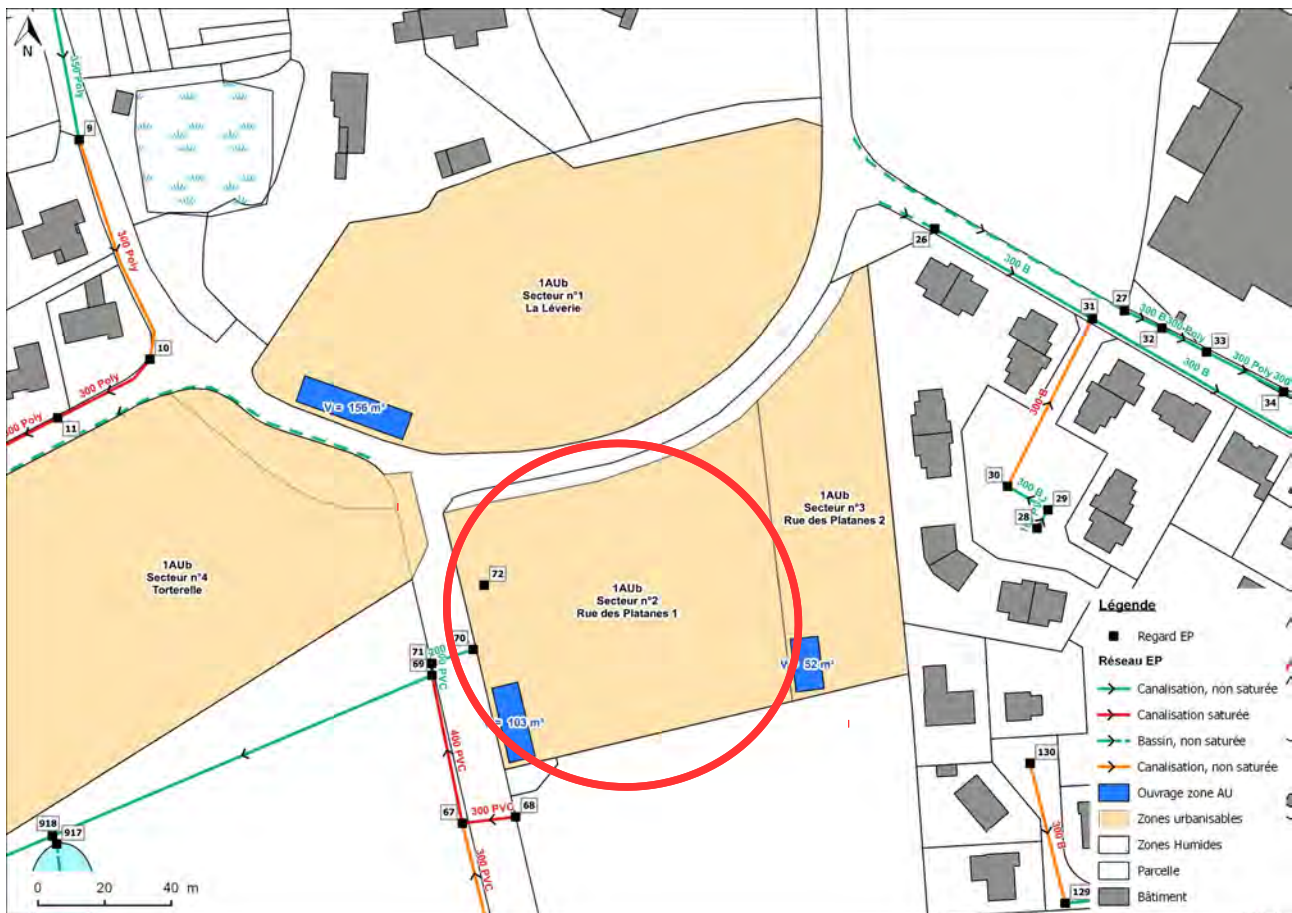 N
350 Poly
9
300 Poly
10
300 Poly
11
300 Poly
1AUb
Secteur n°1
La Léverie
V = 156 m³
26
300 B
31
27
300 B
300 Poly
32
33
300 B
300 Poly
300
34
300 B
30
300 B
29
28
1AUb
Secteur n°3
Rue des Platanes 2
1AUb
Secteur n°4
Torterelle
72
1AUb
Secteur n°2
Rue des Platanes 1
70
71
69
PVC
V 52 m³
= 103 m³
400 PVC
67
300 PVC
68
300 PVC
918
917
0 20 40 m
130
300 B
129
Légende
Regard EP
Réseau EP
Canalisation, non saturée
Canalisation saturée
Bassin, non saturée
Canalisation, non saturée
Ouvrage zone AU
Zones urbanisables
Zones Humides
Parcelle
Bâtiment